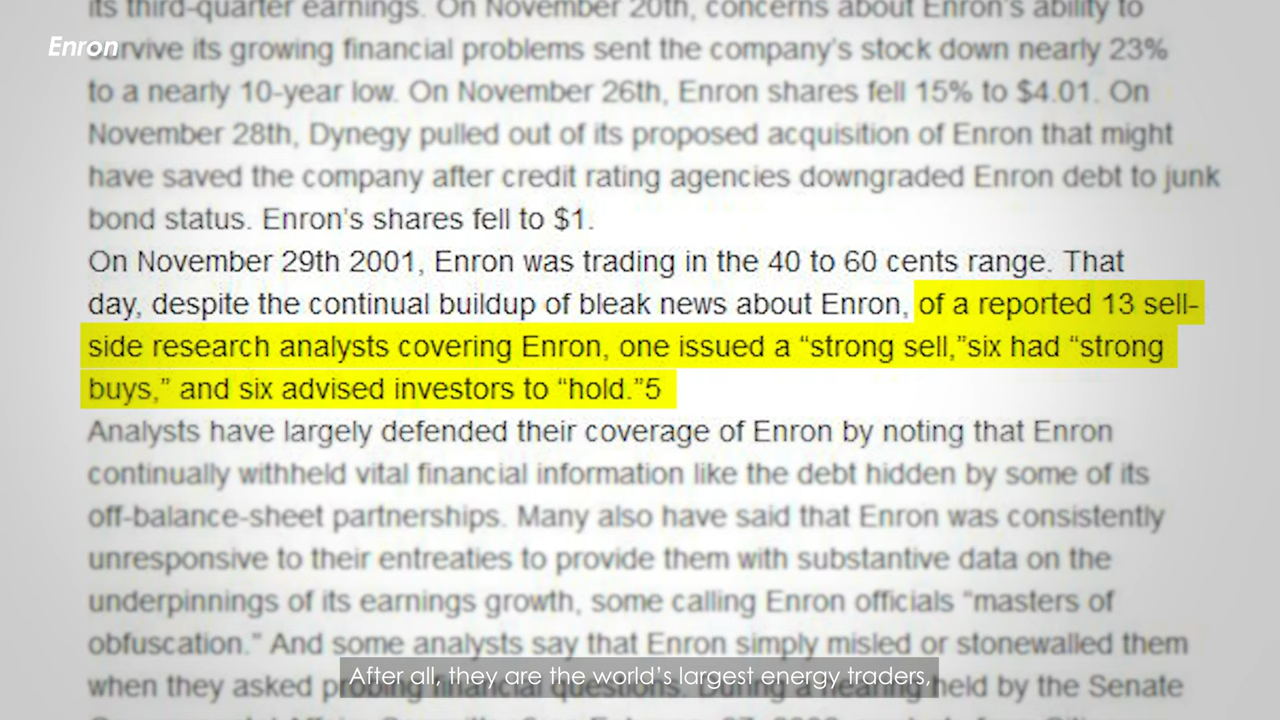 its third-quarter earnings. On November 20th, concerns about Enron's ability to
Enron
survive its growing financial problems sent the company's stock down nearly 23%
to a nearly 10-year low. On November 26th, Enron shares fell 15% to $4.01. On
November 28th, Dynegy pulled out of its proposed acquisition of Enron that might
have saved the company after credit rating agencies downgraded Enron debt to junk
bond status. Enron's shares fell to $1.
On November 29th 2001, Enron was trading in the 40 to 60 cents range. That
day, despite the continual buildup of bleak news about Enron, of a reported 13 sell-
side research analysts covering Enron, one issued a “strong sell,”six had “strong
buys,” and six advised investors to “hold.”5
Analysts have largely defended their coverage of Enron by noting that Enron
continually withheld vital financial information like the debt hidden by some of its
off-balance-sheet partnerships. Many also have said that Enron was consistently
unresponsive to their entreaties to provide them with substantive data on the
underpinnings of its earnings growth, some calling Enron officials “masters of
obfuscation.” And some analysts say that Enron simply misled or stonewalled them
After all, they are the world's largest energy traders,
when they asked probing financial questions. During a hearing held by the Senate